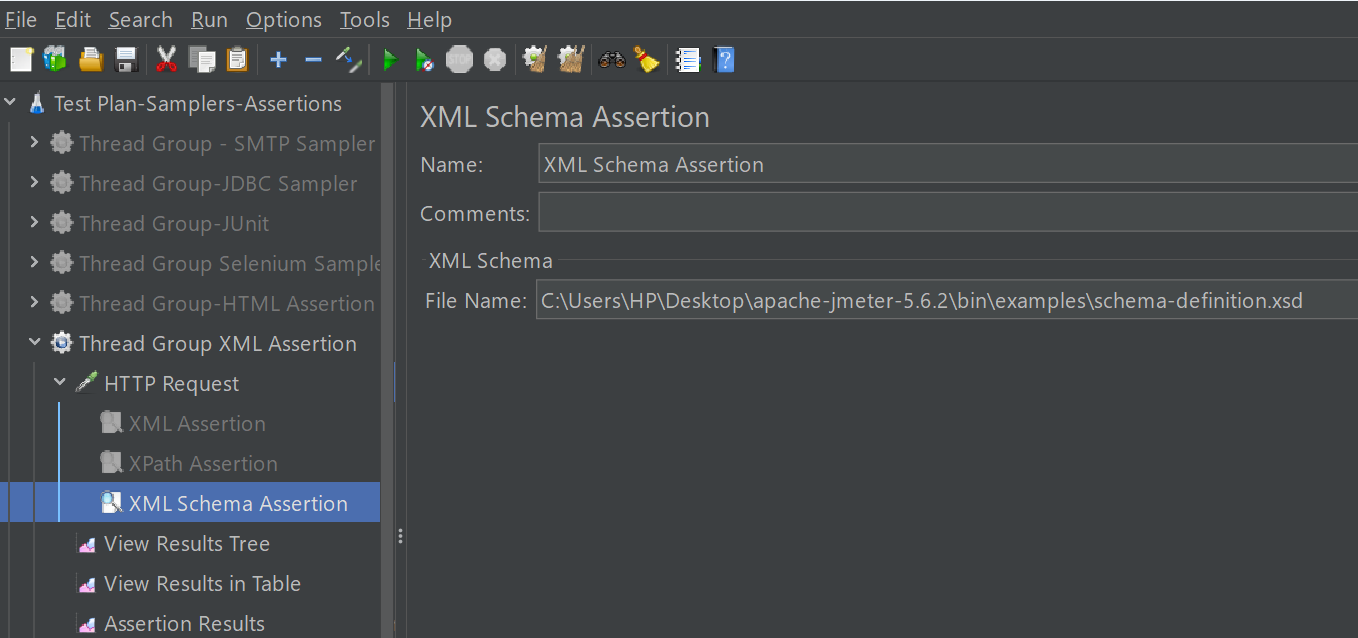 File Edit Search Run Options Tools Help
STOP
Test Plan-Samplers-Assertions
Thread Group - SMTP Sampler
Thread Group-JDBC Sampler
Thread Group-JUnit
Thread Group Selenium Sample
Thread Group-HTML Assertion
Thread Group XML Assertion
HTTP Request
XML Assertion
XPath Assertion
XML Schema Assertion
View Results Tree
View Results in Table
Assertion Results
XML Schema Assertion
Name: XML Schema Assertion
Comments:
XML Schema
File Name: C:\Users\HP\Desktop\apache-jmeter-5.6.2\bin\examples\schema-definition.xsd